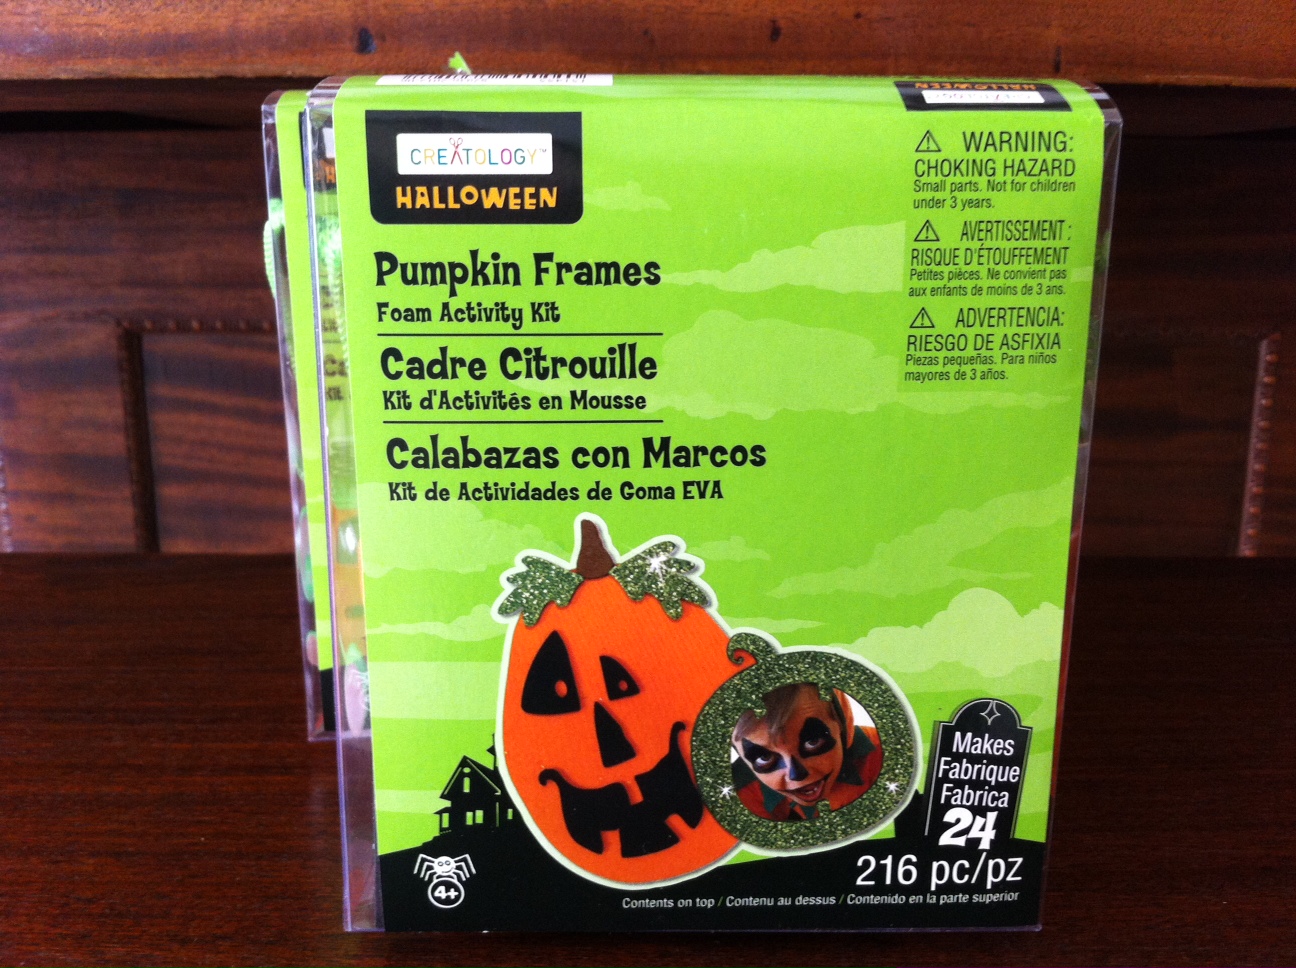 CREATOLOGY™
HALLOWEEN
Pumpkin Frames
Foam Activity Kit
Cadre Citrouille
Kit d'Activités en Mousse
Calabazas con Marcos
Kit de Actividades de Goma EVA
WARNING:
CHOKING HAZARD
Small parts. Not for children
under 3 years.
AVERTISSEMENT :
RISQUE D'ÉTOUFFEMENT
Petites pièces. Ne convient pas
aux enfants de moins de 3 ans.
ADVERTENCIA:
RIESGO DE ASFIXIA
Piezas pequeñas. Para niños
mayores de 3 años.
Makes
Fabrique
Fabrica
24
216 pc/pz
4+
Contents on top / Contenu au dessus / Contenido en la parte superior